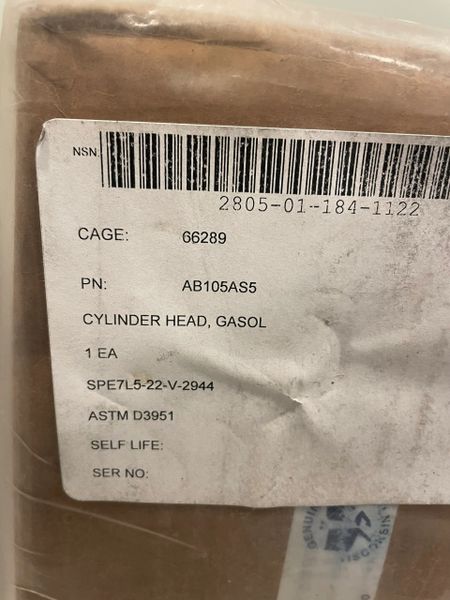 NSN:
2805-01-184-1122
CAGE: 66289
PN: AB105AS5
CYLINDER HEAD, GASOL
1 EA
SPE7L5-22-V-2944
ASTM D3951
SELF LIFE:
SER NO: